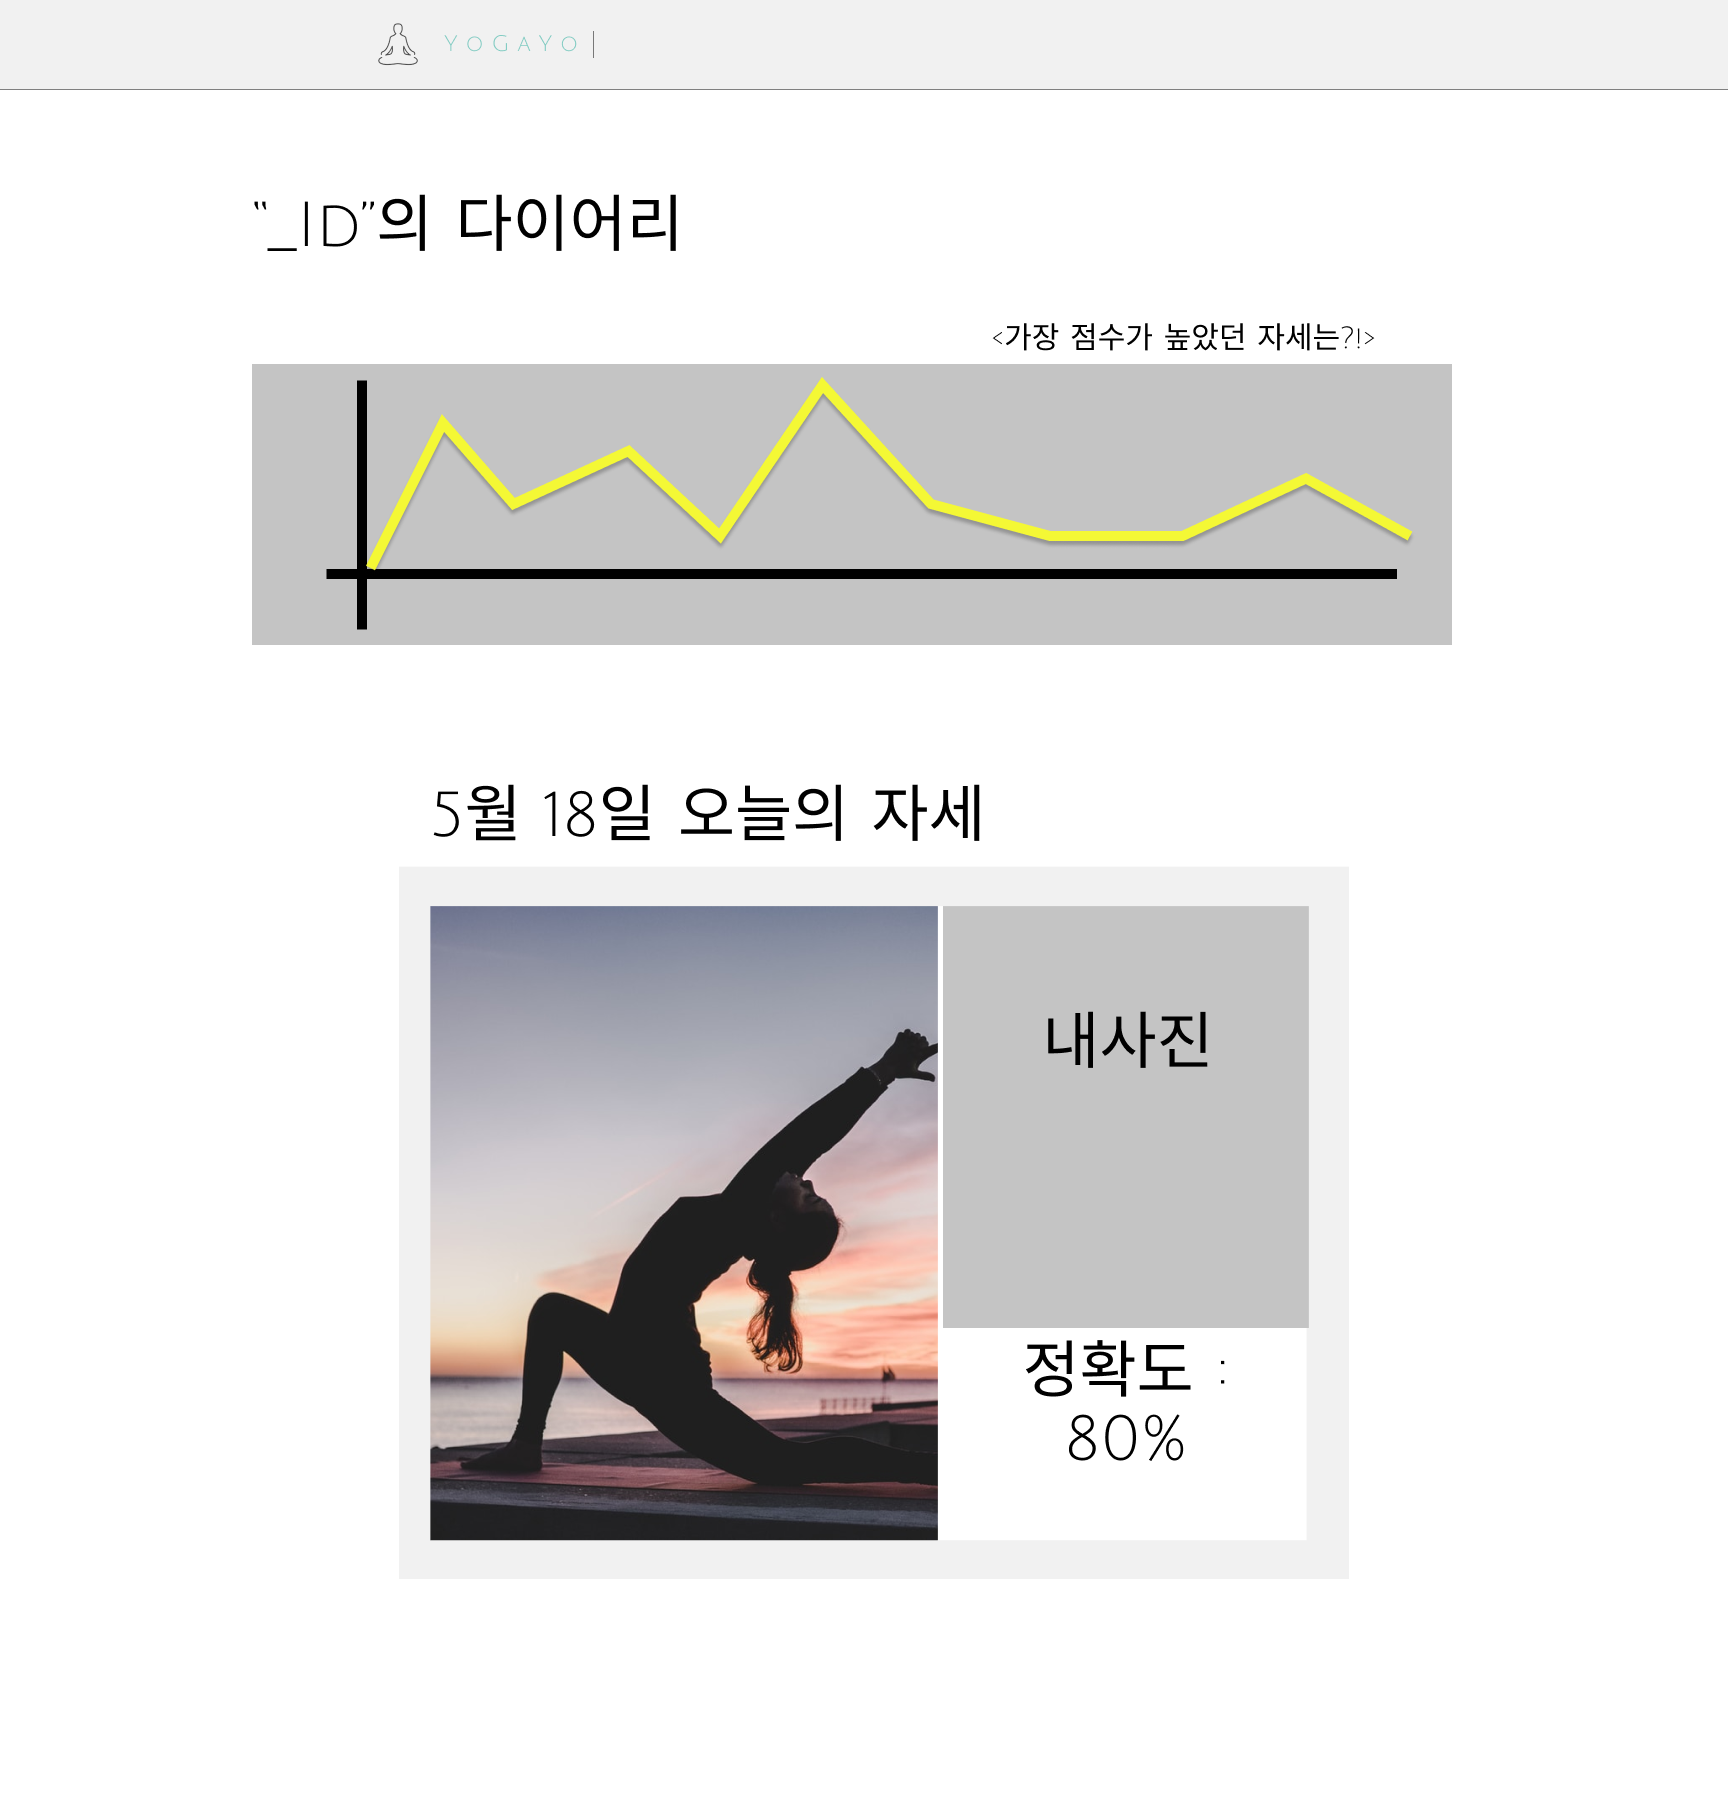 YOGAYO
“_ID”의 다이어리
<가장 점수가 높았던 자세는?!>
5월 18일 오늘의 자세
내사진
정확도 :
80%